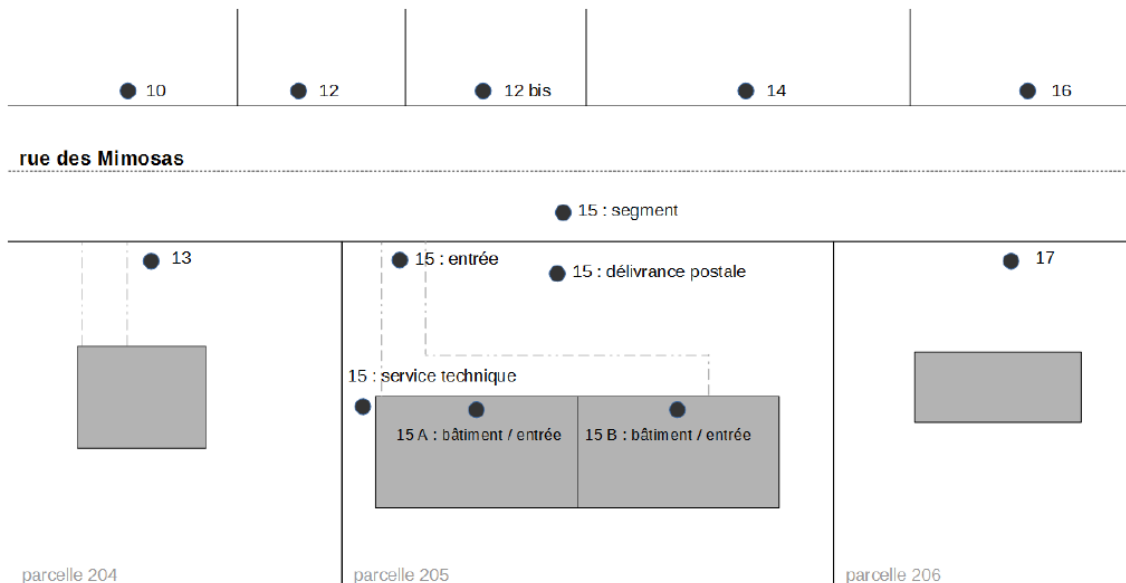 10
12
12 bis
14
16
rue des Mimosas
15 : segment
13
15 : entrée
15 : délivrance postale
17
15 : service technique
15 A : bâtiment / entrée
15 B : bâtiment / entrée
parcelle 204
parcelle 205
parcelle 206